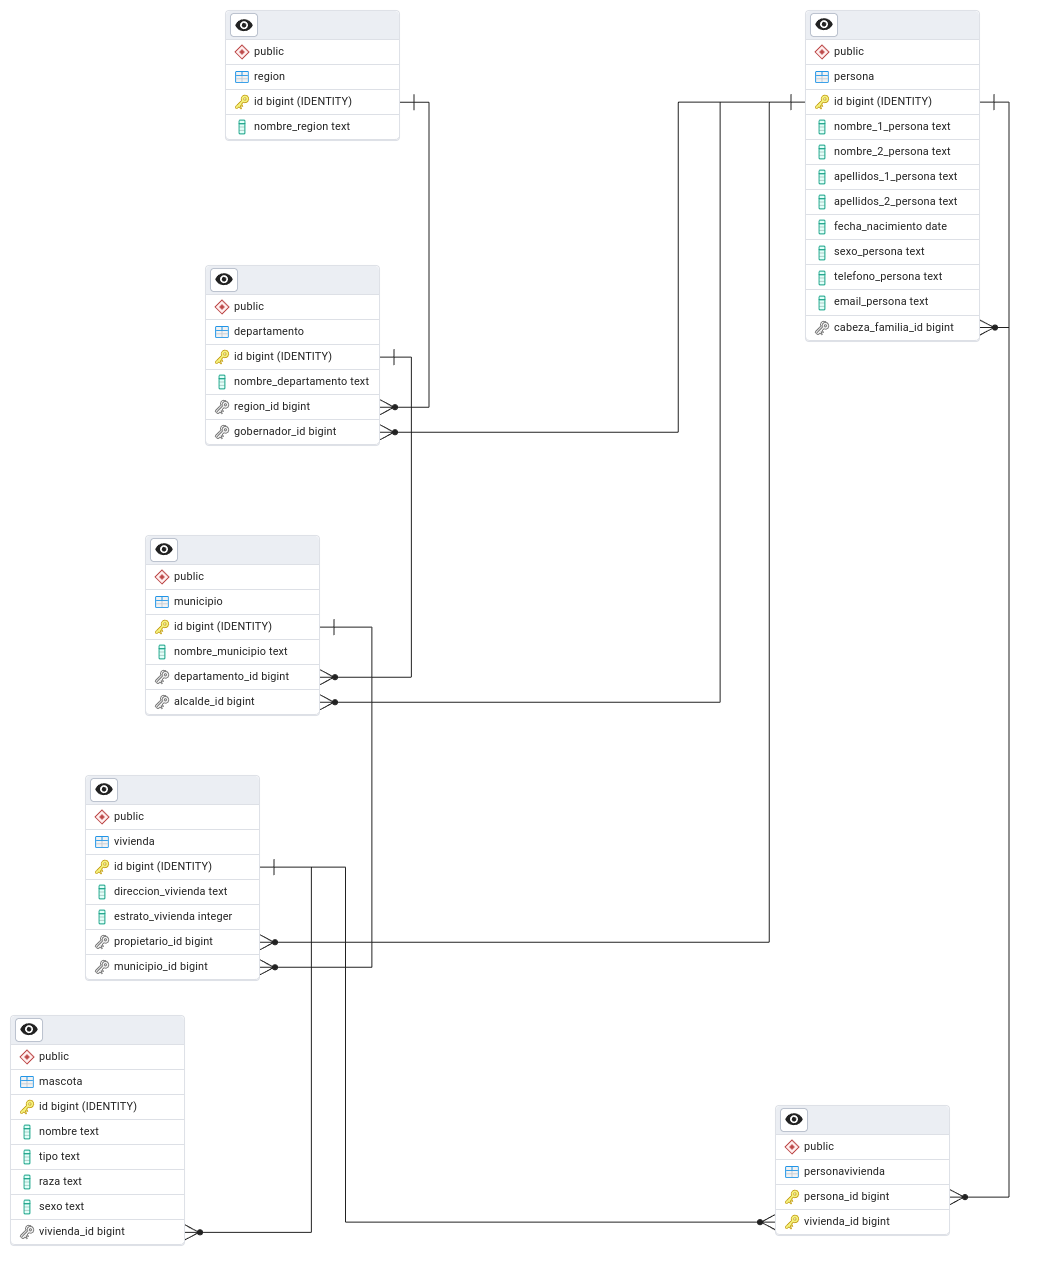 public
region
id bigint (IDENTITY)
nombre_region text
public
persona
id bigint (IDENTITY)
nombre_1_persona text
nombre_2_persona text
apellidos_1_persona text
apellidos_2_persona text
fecha_nacimiento date
sexo_persona text
telefono_persona text
email_persona text
cabeza_familia_id bigint
public
departamento
id bigint (IDENTITY)
nombre_departamento text
region_id bigint
gobernador_id bigint
public
municipio
id bigint (IDENTITY)
nombre_municipio text
departamento_id bigint
alcalde_id bigint
public
vivienda
id bigint (IDENTITY)
direccion_vivienda text
estrato_vivienda integer
propietario_id bigint
municipio_id bigint
public
mascota
id bigint (IDENTITY)
nombre text
tipo text
raza text
sexo text
vivienda_id bigint
public
personavivienda
persona_id bigint
vivienda_id bigint